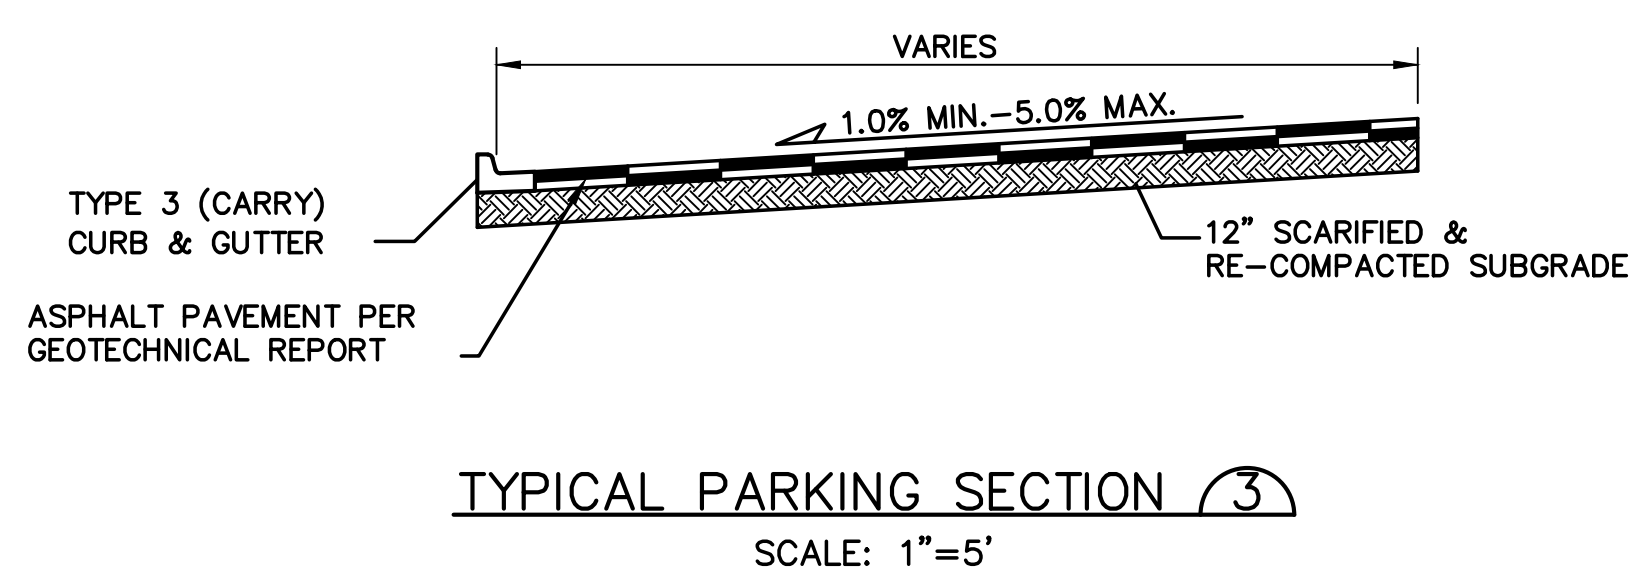 VARIES
1.0% MIN.-5.0% MAX.
TYPE 3 (CARRY)
CURB & GUTTER
12" SCARIFIED &
RE-COMPACTED SUBGRADE
ASPHALT PAVEMENT PER
GEOTECHNICAL REPORT
TYPICAL PARKING SECTION 3
SCALE: 1"=5'